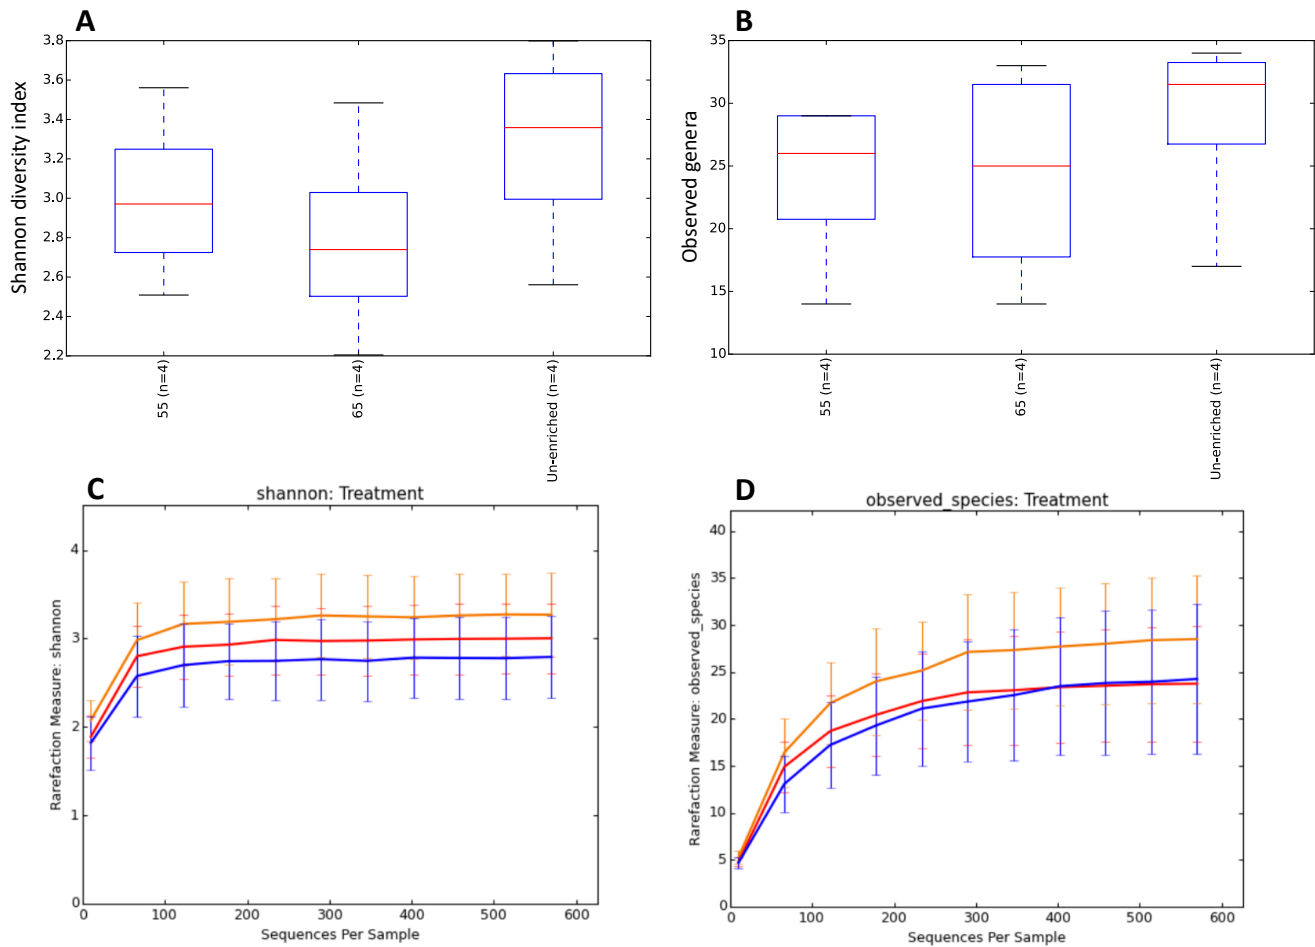 A
3.8
3.6
3.4
3.2
3.0
2.8
2.6
2.4
2.2
Shannon diversity index
55 (n=4)
65 (n=4)
Un-enriched (n=4)
B
35
30
25
20
15
10
Observed genera
55 (n=4)
65 (n=4)
Un-enriched (n=4)
C
shannon: Treatment
4
3
2
1
0
Rarefaction Measure: shannon
0 100 200 300 400 500 600
Sequences Per Sample
D
observed_species: Treatment
40
35
30
25
20
15
10
5
0
Rarefaction Measure: observed_species
0 100 200 300 400 500 600
Sequences Per Sample